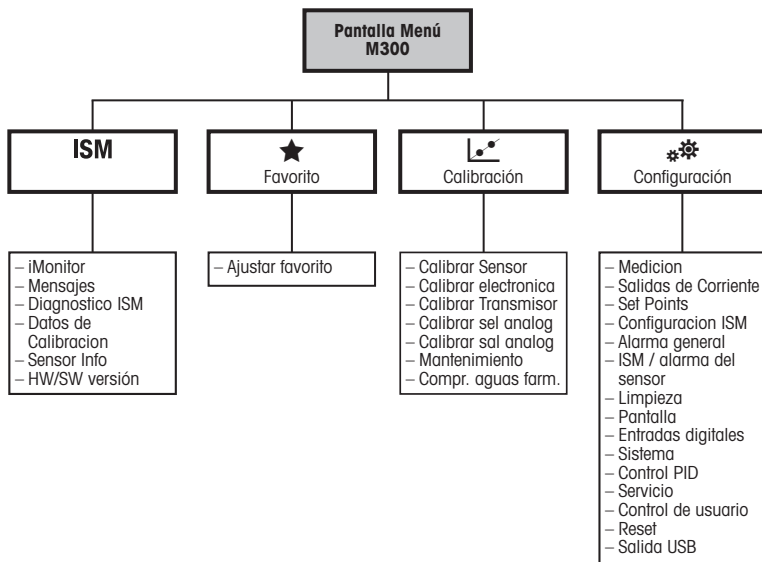 Pantalla Menú
M300
ISM
Favorito
Calibración
Configuración
– iMonitor
– Mensajes
– Diagnostico ISM
– Datos de
Calibracion
– Sensor Info
– HW/SW versión
– Ajustar favorito
– Calibrar Sensor
– Calibrar electronica
– Calibrar Transmisor
– Calibrar sel analog
– Calibrar sal analog
– Mantenimiento
– Compr. aguas farm.
– Medicion
– Salidas de Corriente
– Set Points
– Configuracion ISM
– Alarma general
– ISM / alarma del
sensor
– Limpieza
– Pantalla
– Entradas digitales
– Sistema
– Control PID
– Servicio
– Control de usuario
– Reset
– Salida USB